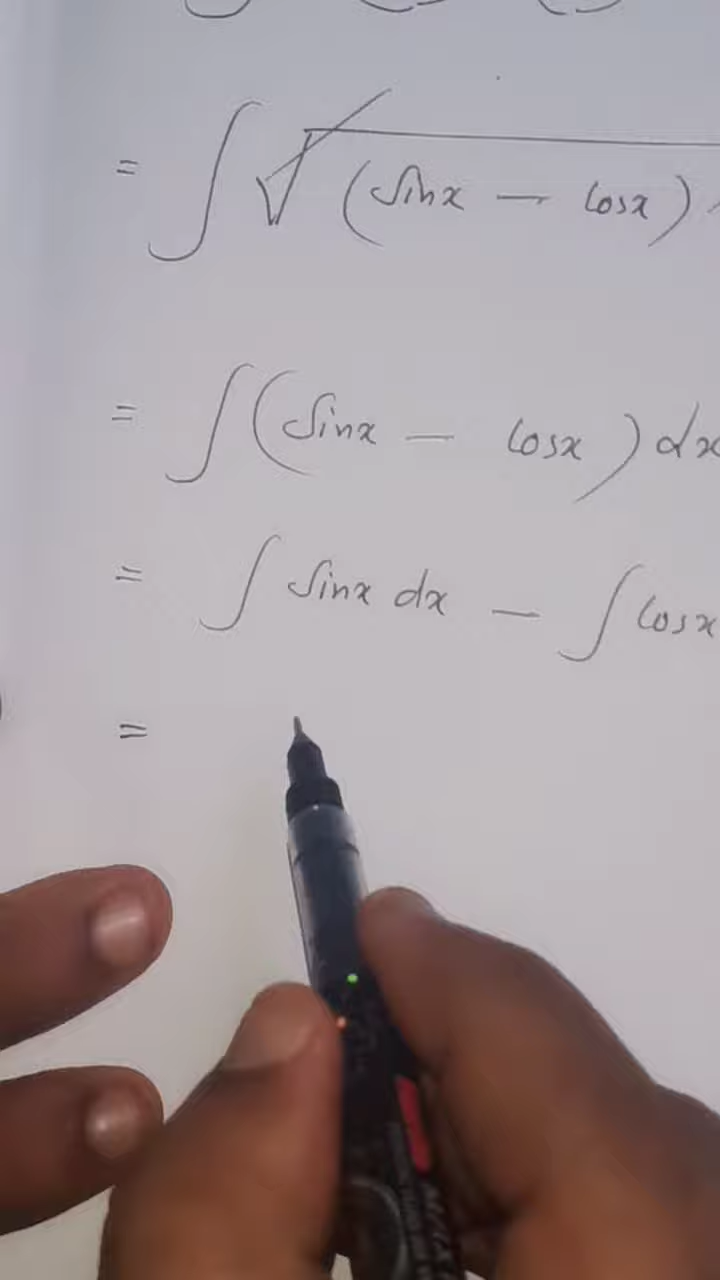 = ∫ √(sinx − cosx)
= ∫ (sinx − cosx) dx
= ∫ sinx dx − ∫ cosx
=